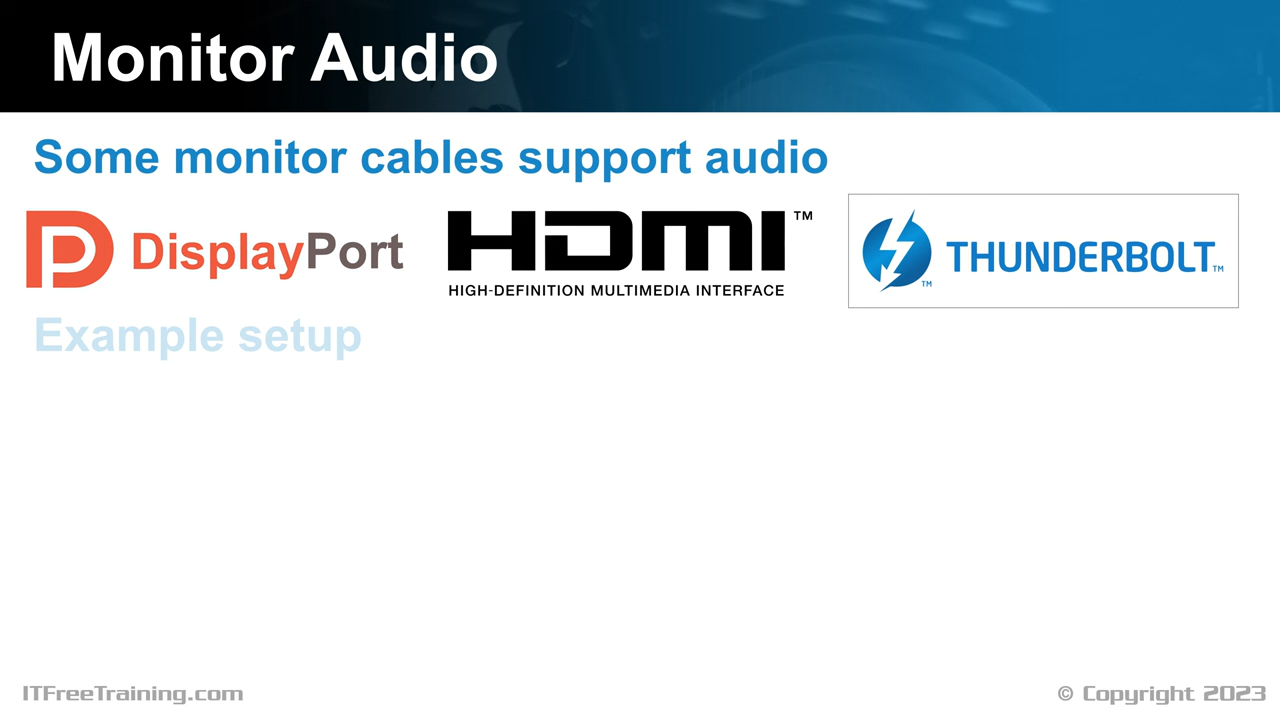 Monitor Audio
Some monitor cables support audio
DisplayPort
HDMI™
HIGH-DEFINITION MULTIMEDIA INTERFACE
THUNDERBOLT™
™
Example setup
ITFreeTraining.com
© Copyright 2023